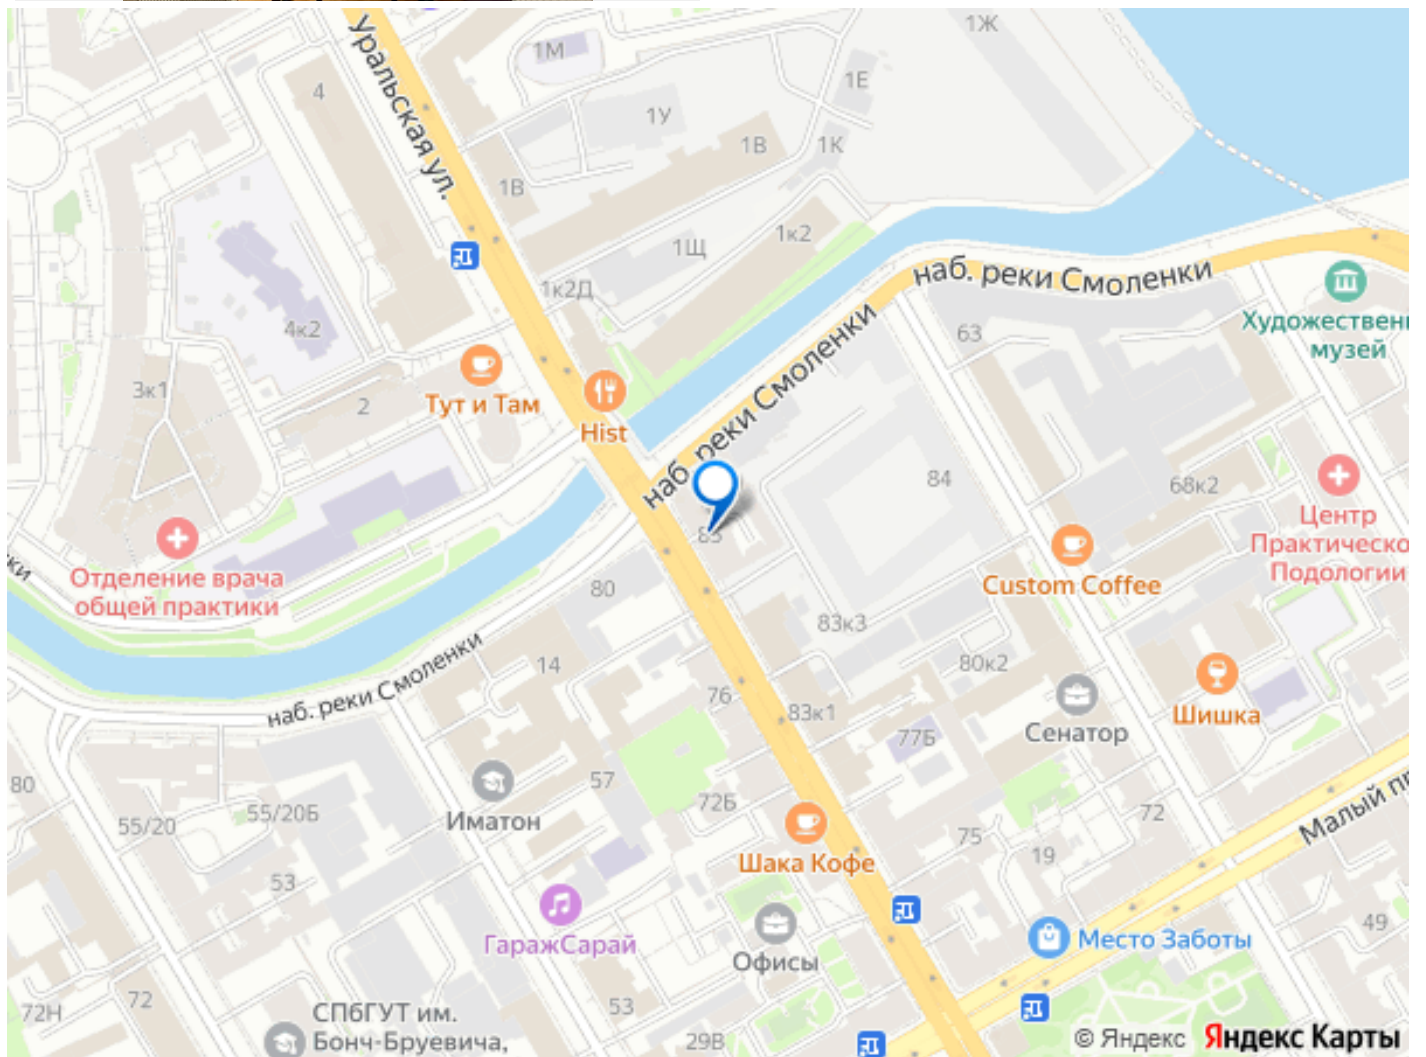 1Ж
1М
Уральская ул.
4
1Е
1У
1В
1К
1В
1Щ
1к2
1к2Д
наб. реки Смоленки
63
Художественн
музей
4к2
3к1
2
Тут и Там
Hist
наб. реки Смоленки
84
68к2
Центр
Практическо
Подологии
83
Custom Coffee
ки
Отделение врача
общей практики
80
83к3
14
80к2
наб. реки Смоленки
76
83к1
Шишка
Сенатор
77Б
80
57
72Б
55/20
55/20Б
Иматон
Малый пр
72
75
19
Шака Кофе
53
49
ГаражСарай
Место Заботы
Офисы
72Н
72
53
СПбГУТ им.
Бонч-Бруевича,
29В
© Яндекс Яндекс Карты